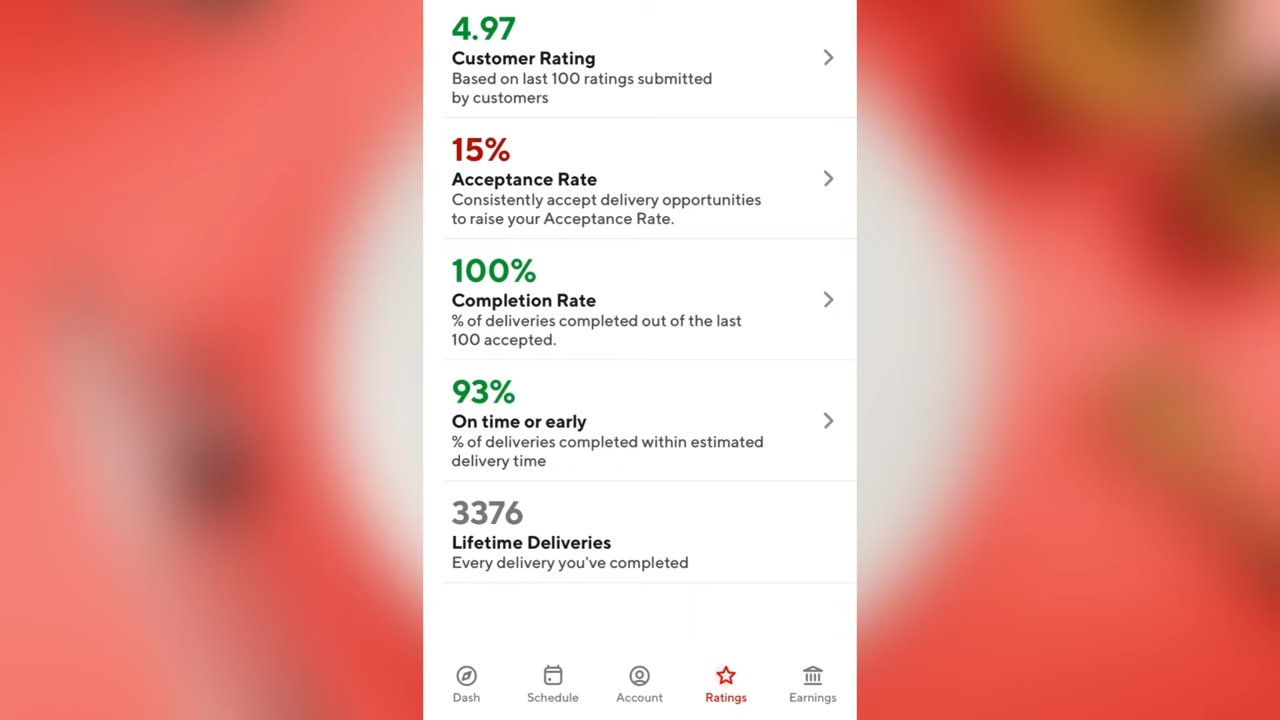 4.97
Customer Rating
Based on last 100 ratings submitted
by customers
15%
Acceptance Rate
Consistently accept delivery opportunities
to raise your Acceptance Rate.
100%
Completion Rate
% of deliveries completed out of the last
100 accepted.
93%
On time or early
% of deliveries completed within estimated
delivery time
3376
Lifetime Deliveries
Every delivery you've completed
Dash Schedule Account Ratings Earnings